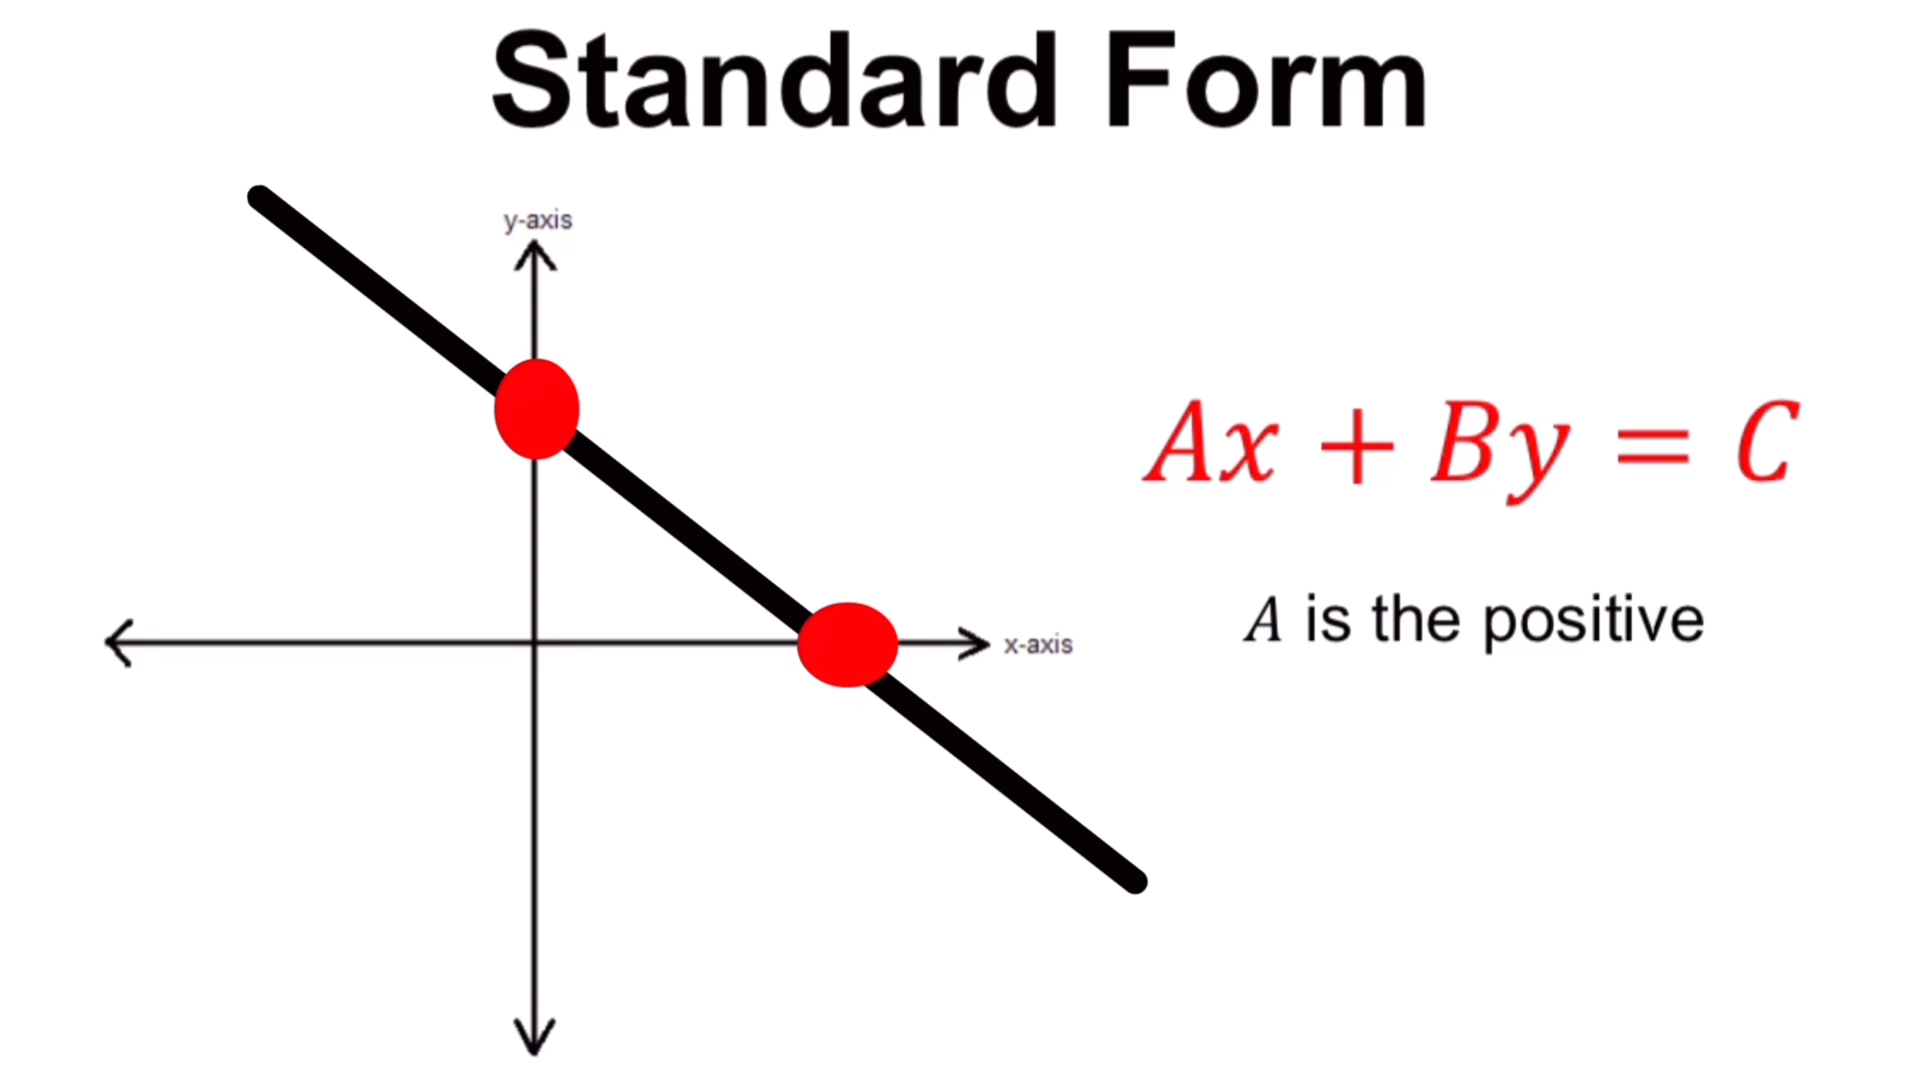 Standard Form
y-axis
Ax + By = C
A is the positive
x-axis